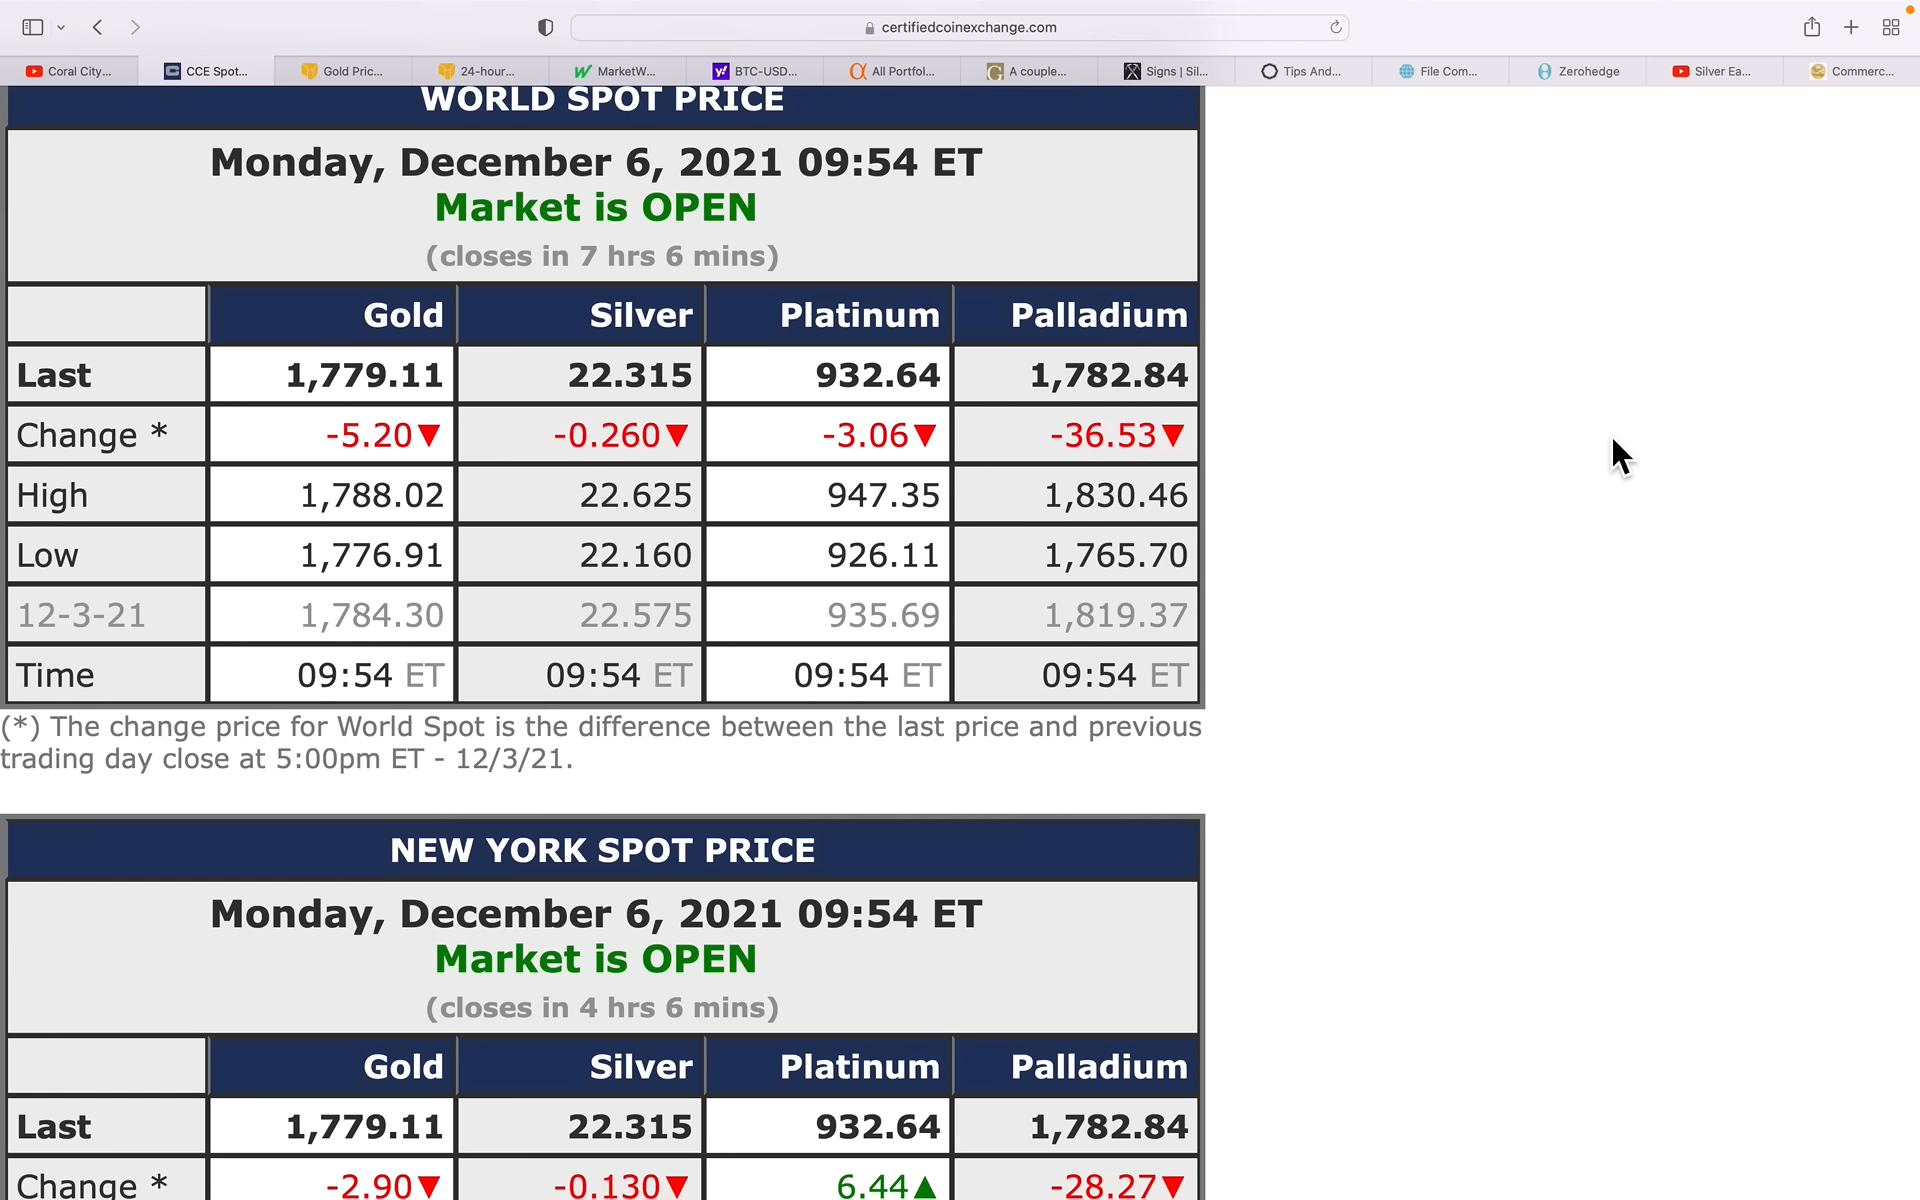 certifiedcoinexchange.com
Coral City...
CCE Spot...
Gold Pric...
24-hour...
MarketW...
BTC-USD...
All Portfol...
A couple...
Signs | Sil...
Tips And...
File Com...
Zerohedge
Silver Ea...
Commerc...
WORLD SPOT PRICE
Monday, December 6, 2021 09:54 ET
Market is OPEN
(closes in 7 hrs 6 mins)
Gold Silver Platinum Palladium
Last 1,779.11 22.315 932.64 1,782.84
Change * -5.20▼ -0.260▼ -3.06▼ -36.53▼
High 1,788.02 22.625 947.35 1,830.46
Low 1,776.91 22.160 926.11 1,765.70
12-3-21 1,784.30 22.575 935.69 1,819.37
Time 09:54 ET 09:54 ET 09:54 ET 09:54 ET
(*) The change price for World Spot is the difference between the last price and previous
trading day close at 5:00pm ET - 12/3/21.
NEW YORK SPOT PRICE
Monday, December 6, 2021 09:54 ET
Market is OPEN
(closes in 4 hrs 6 mins)
Gold Silver Platinum Palladium
Last 1,779.11 22.315 932.64 1,782.84
Change * -2.90▼ -0.130▼ 6.44▲ -28.27▼